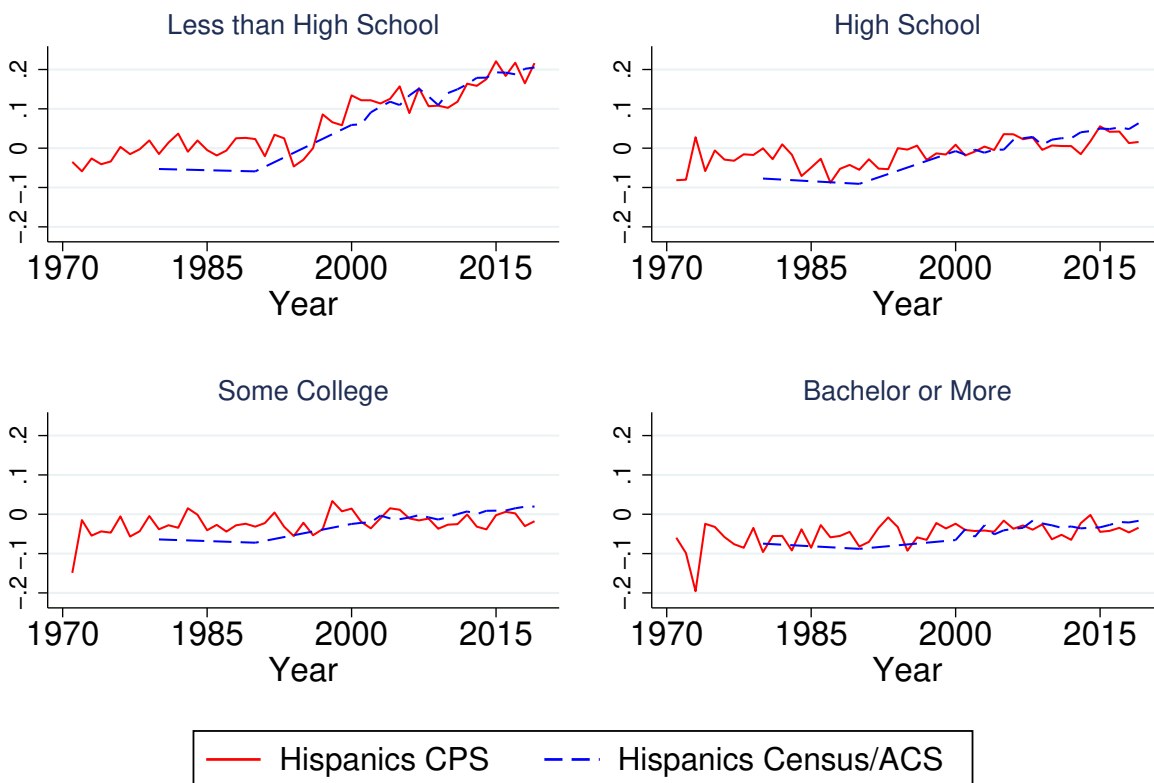 Less than High School
.2
.1
0
-.1
-.2
1970 1985 2000 2015
Year
High School
.2
.1
0
-.1
-.2
1970 1985 2000 2015
Year
Some College
.2
.1
0
-.1
-.2
1970 1985 2000 2015
Year
Bachelor or More
.2
.1
0
-.1
-.2
1970 1985 2000 2015
Year
Hispanics CPS Hispanics Census/ACS